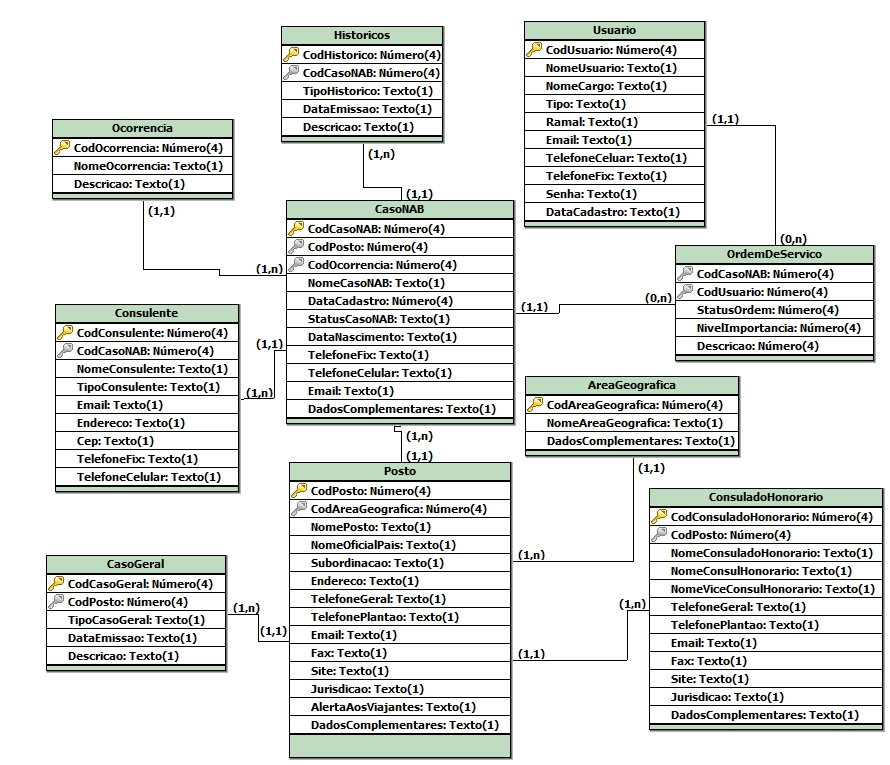 Historicos
CodHistorico: Número(4)
CodCasoNAB: Número(4)
TipoHistorico: Texto(1)
DataEmissao: Texto(1)
Descricao: Texto(1)
(1,n)
(1,1)
Usuario
CodUsuario: Número(4)
NomeUsuario: Texto(1)
NomeCargo: Texto(1)
Tipo: Texto(1)
Ramal: Texto(1)
Email: Texto(1)
TelefoneCeluar: Texto(1)
TelefoneFix: Texto(1)
Senha: Texto(1)
DataCadastro: Texto(1)
(1,1)
(0,n)
Ocorrencia
CodOcorrencia: Número(4)
NomeOcorrencia: Texto(1)
Descricao: Texto(1)
(1,1)
(1,n)
CasoNAB
CodCasoNAB: Número(4)
CodPosto: Número(4)
CodOcorrencia: Número(4)
NomeCasoNAB: Texto(1)
DataCadastro: Número(4)
StatusCasoNAB: Texto(1)
DataNascimento: Texto(1)
TelefoneFix: Texto(1)
TelefoneCelular: Texto(1)
Email: Texto(1)
DadosComplementares: Texto(1)
(1,1)
(0,n)
OrdemDeServico
CodCasoNAB: Número(4)
CodUsuario: Número(4)
StatusOrdem: Número(4)
NivelImportancia: Número(4)
Descricao: Número(4)
Consulente
CodConsulente: Número(4)
CodCasoNAB: Número(4)
NomeConsulente: Texto(1)
TipoConsulente: Texto(1)
Email: Texto(1)
Endereco: Texto(1)
Cep: Texto(1)
TelefoneFix: Texto(1)
TelefoneCelular: Texto(1)
(1,1)
(1,n)
AreaGeografica
CodAreaGeografica: Número(4)
NomeAreaGeografica: Texto(1)
DadosComplementares: Texto(1)
(1,1)
(1,n)
(1,n)
(1,1)
Posto
CodPosto: Número(4)
CodAreaGeografica: Número(4)
NomePosto: Texto(1)
NomeOficialPais: Texto(1)
Subordinacao: Texto(1)
Endereco: Texto(1)
TelefoneGeral: Texto(1)
TelefonePlantao: Texto(1)
Email: Texto(1)
Fax: Texto(1)
Site: Texto(1)
Jurisdicao: Texto(1)
AlertaAosViajantes: Texto(1)
DadosComplementares: Texto(1)
ConsuladoHonorario
CodConsuladoHonorario: Número(4)
CodPosto: Número(4)
NomeConsuladoHonorario: Texto(1)
NomeConsulHonorario: Texto(1)
NomeViceConsulHonorario: Texto(1)
TelefoneGeral: Texto(1)
TelefonePlantao: Texto(1)
Email: Texto(1)
Fax: Texto(1)
Site: Texto(1)
Jurisdicao: Texto(1)
DadosComplementares: Texto(1)
(1,n)
(1,1)
CasoGeral
CodCasoGeral: Número(4)
CodPosto: Número(4)
TipoCasoGeral: Texto(1)
DataEmissao: Texto(1)
Descricao: Texto(1)
(1,n)
(1,1)